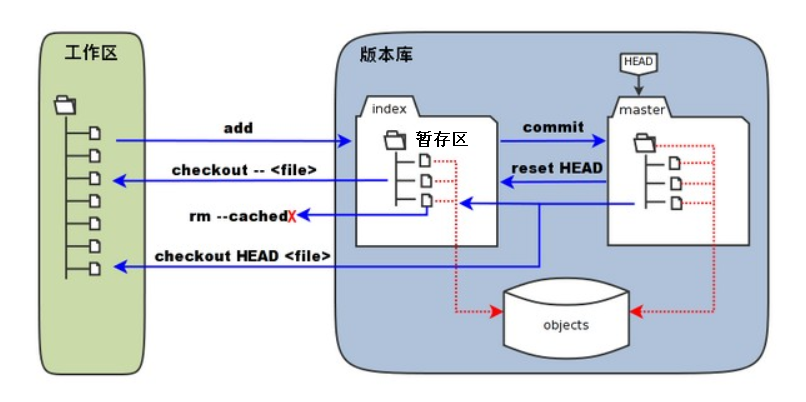 工作区
版本库
HEAD
index
master
add
暂存区
commit
checkout -- <file>
reset HEAD
rm --cachedX
checkout HEAD <file>
objects